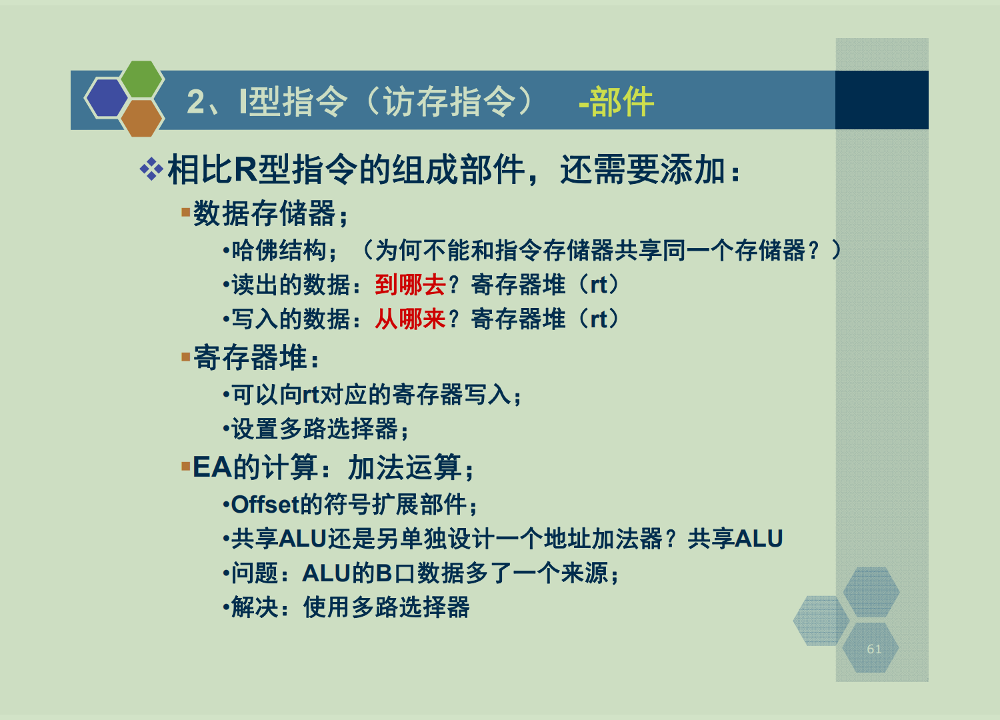 2、I型指令（访存指令） -部件
❖相比R型指令的组成部件，还需要添加：
▪数据存储器；
•哈佛结构；（为何不能和指令存储器共享同一个存储器？）
•读出的数据：到哪去？寄存器堆（rt）
•写入的数据：从哪来？寄存器堆（rt）
▪寄存器堆：
•可以向rt对应的寄存器写入；
•设置多路选择器；
▪EA的计算：加法运算；
•Offset的符号扩展部件；
•共享ALU还是另单独设计一个地址加法器？共享ALU
•问题：ALU的B口数据多了一个来源；
•解决：使用多路选择器
61